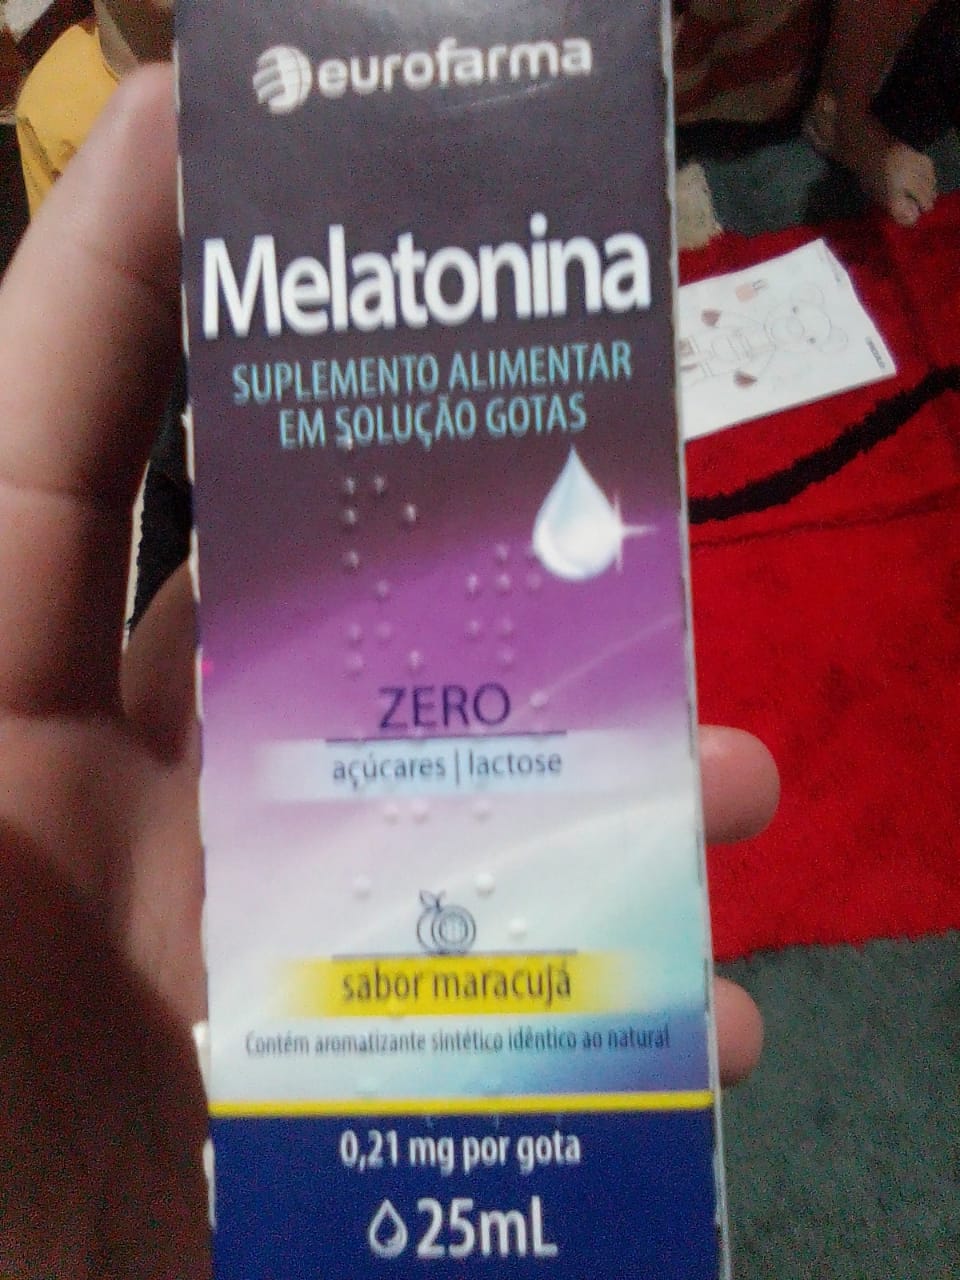 eurofarma
Melatonina
SUPLEMENTO ALIMENTAR
EM SOLUÇÃO GOTAS
ZERO
açúcares | lactose
sabor maracujá
Contém aromatizante sintético idêntico ao natural
0,21 mg por gota
25mL